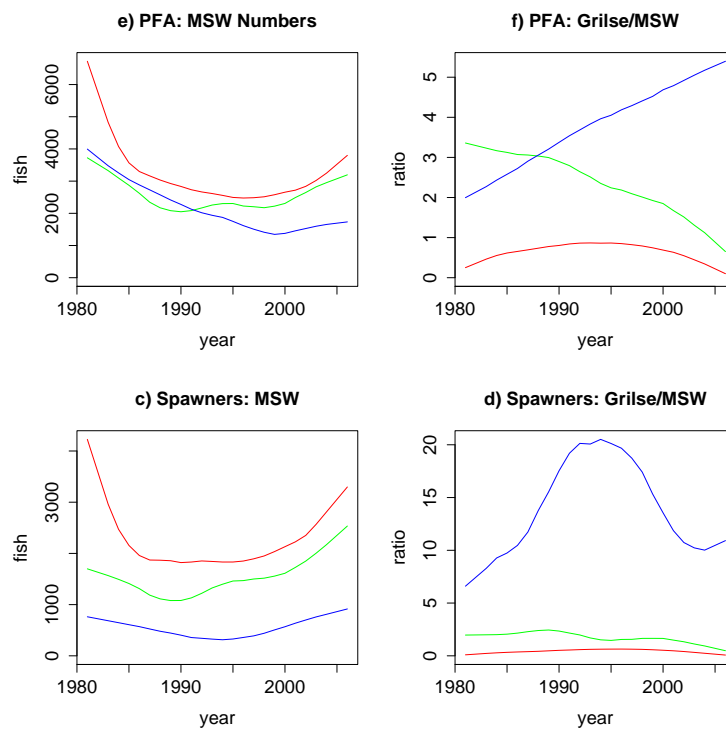 e) PFA: MSW Numbers
fish
0
2000
4000
6000
1980
1990
2000
year
f) PFA: Grilse/MSW
ratio
0
1
2
3
4
5
1980
1990
2000
year
c) Spawners: MSW
fish
0
1000
3000
1980
1990
2000
year
d) Spawners: Grilse/MSW
ratio
0
5
10
15
20
1980
1990
2000
year